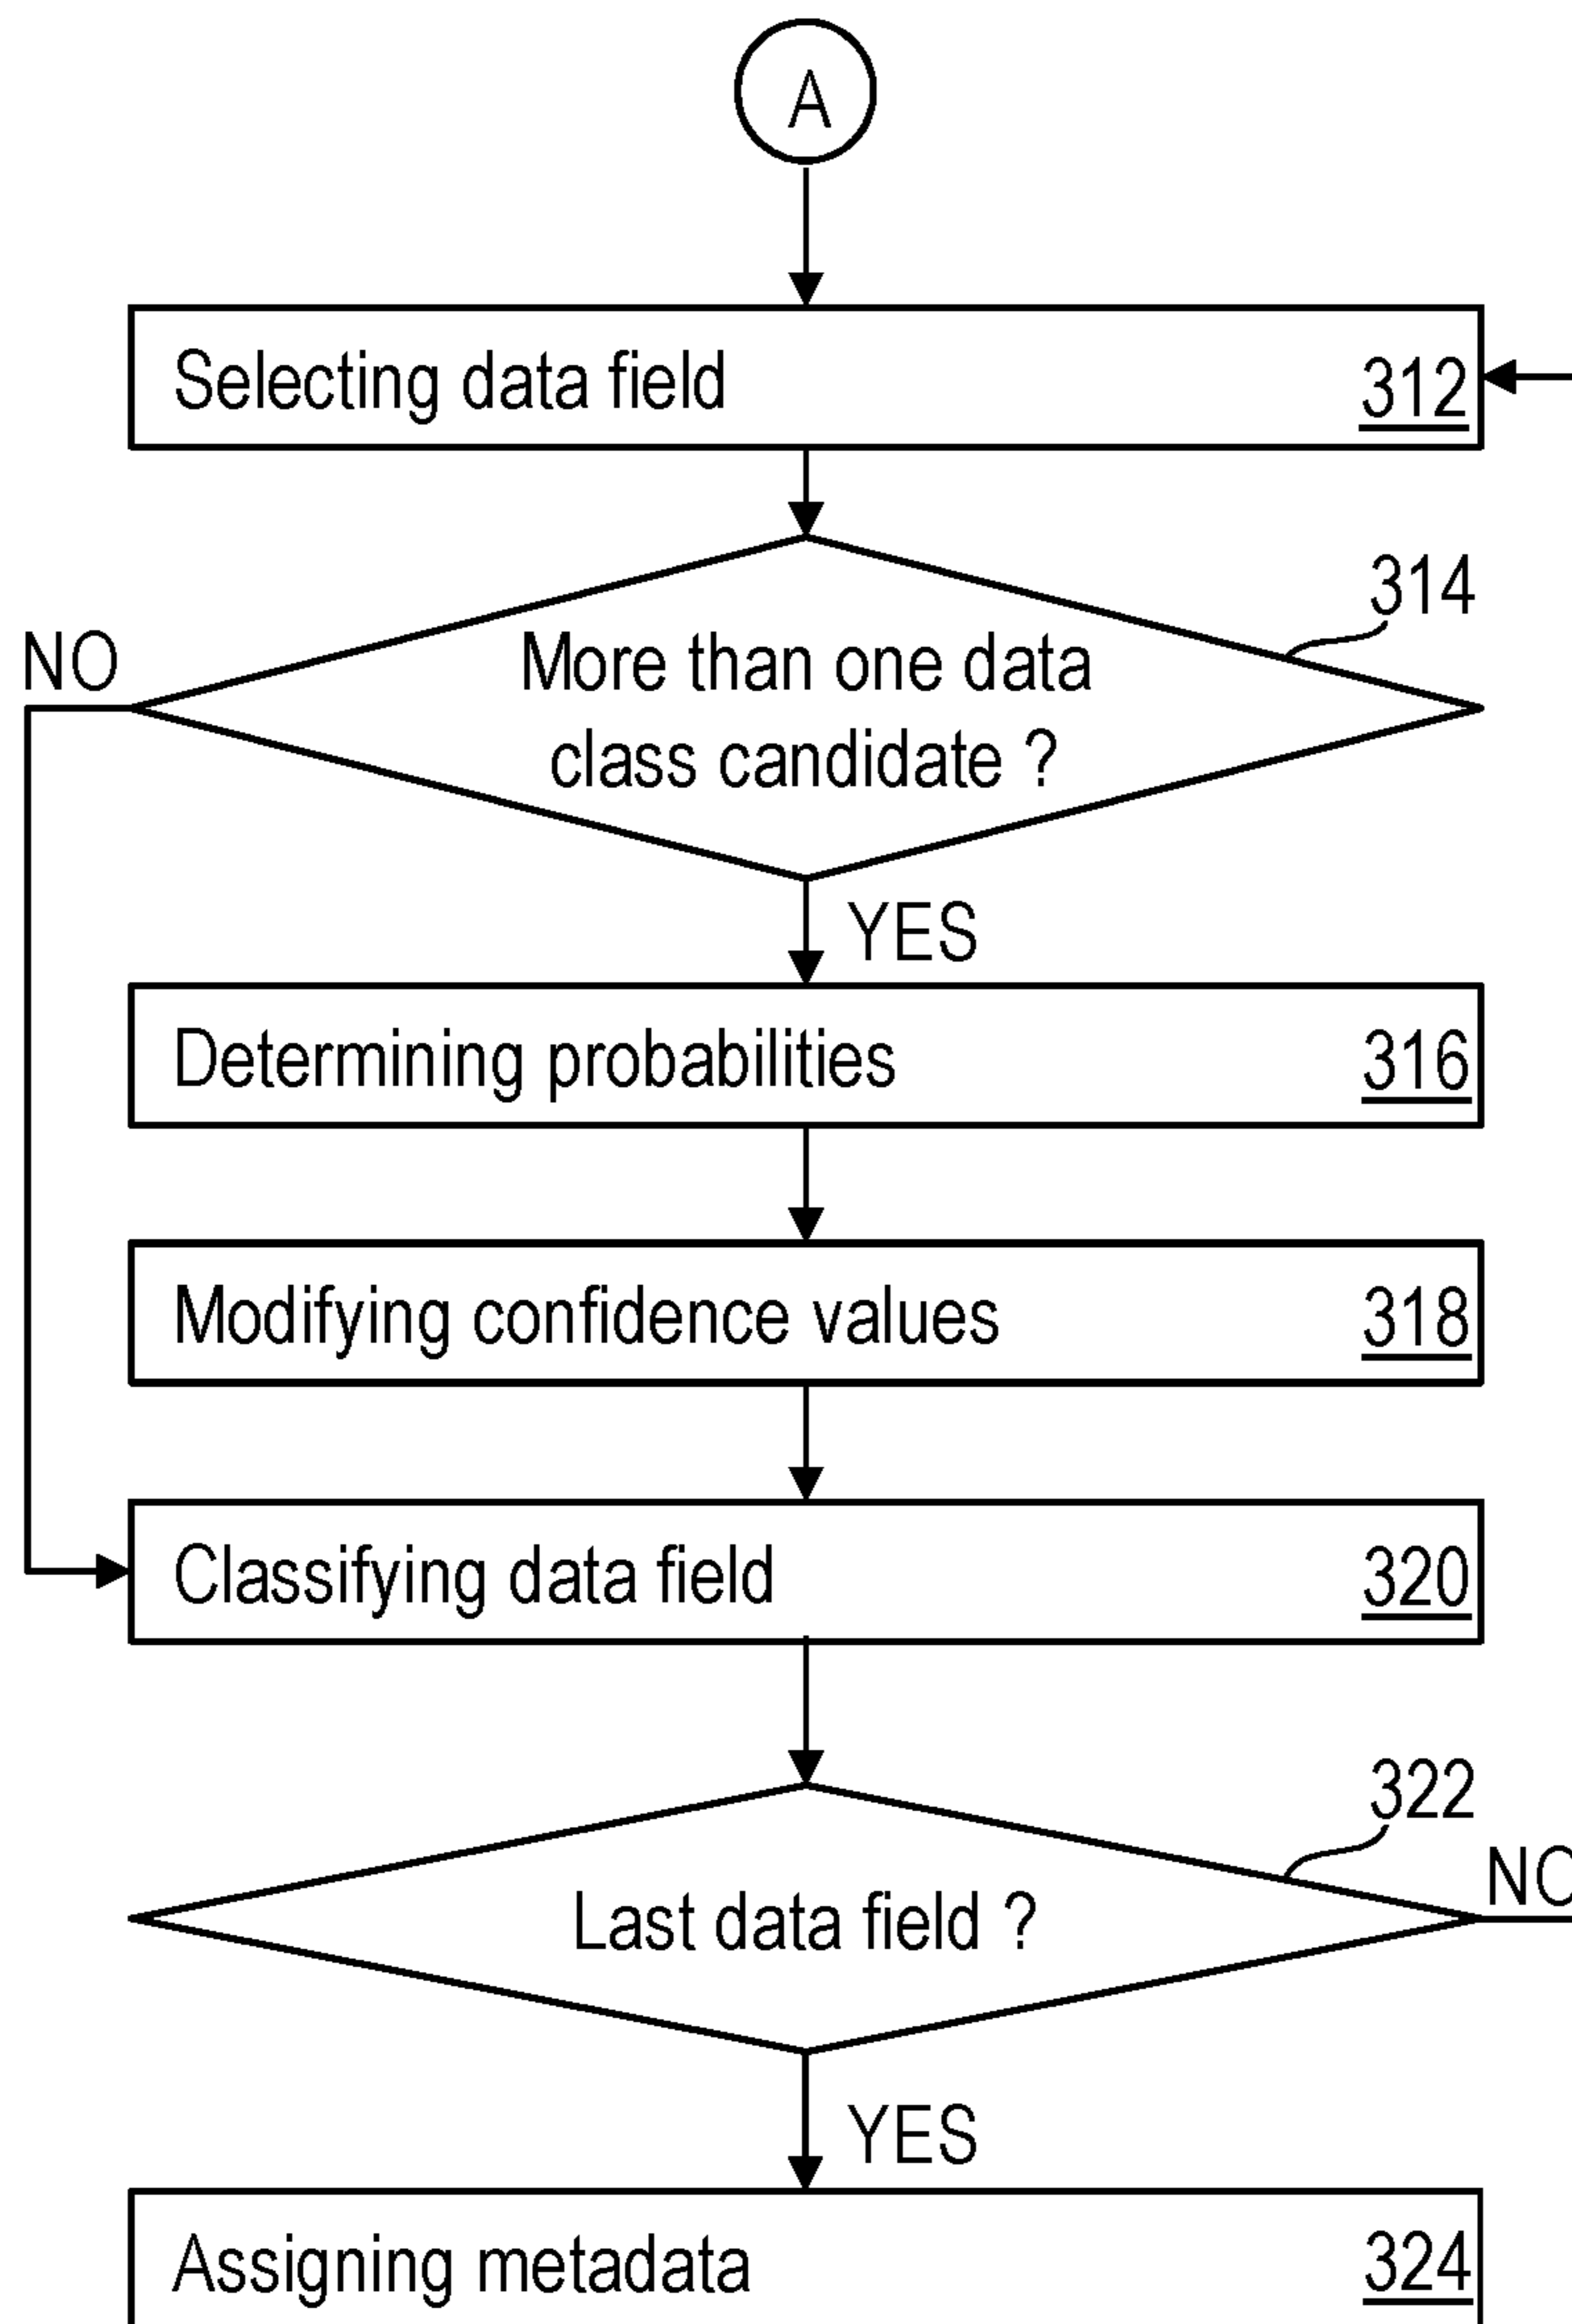 A
Selecting data field 312
314
NO
More than one data
class candidate ?
YES
Determining probabilities 316
Modifying confidence values 318
Classifying data field 320
322
NO
Last data field ?
YES
Assigning metadata 324